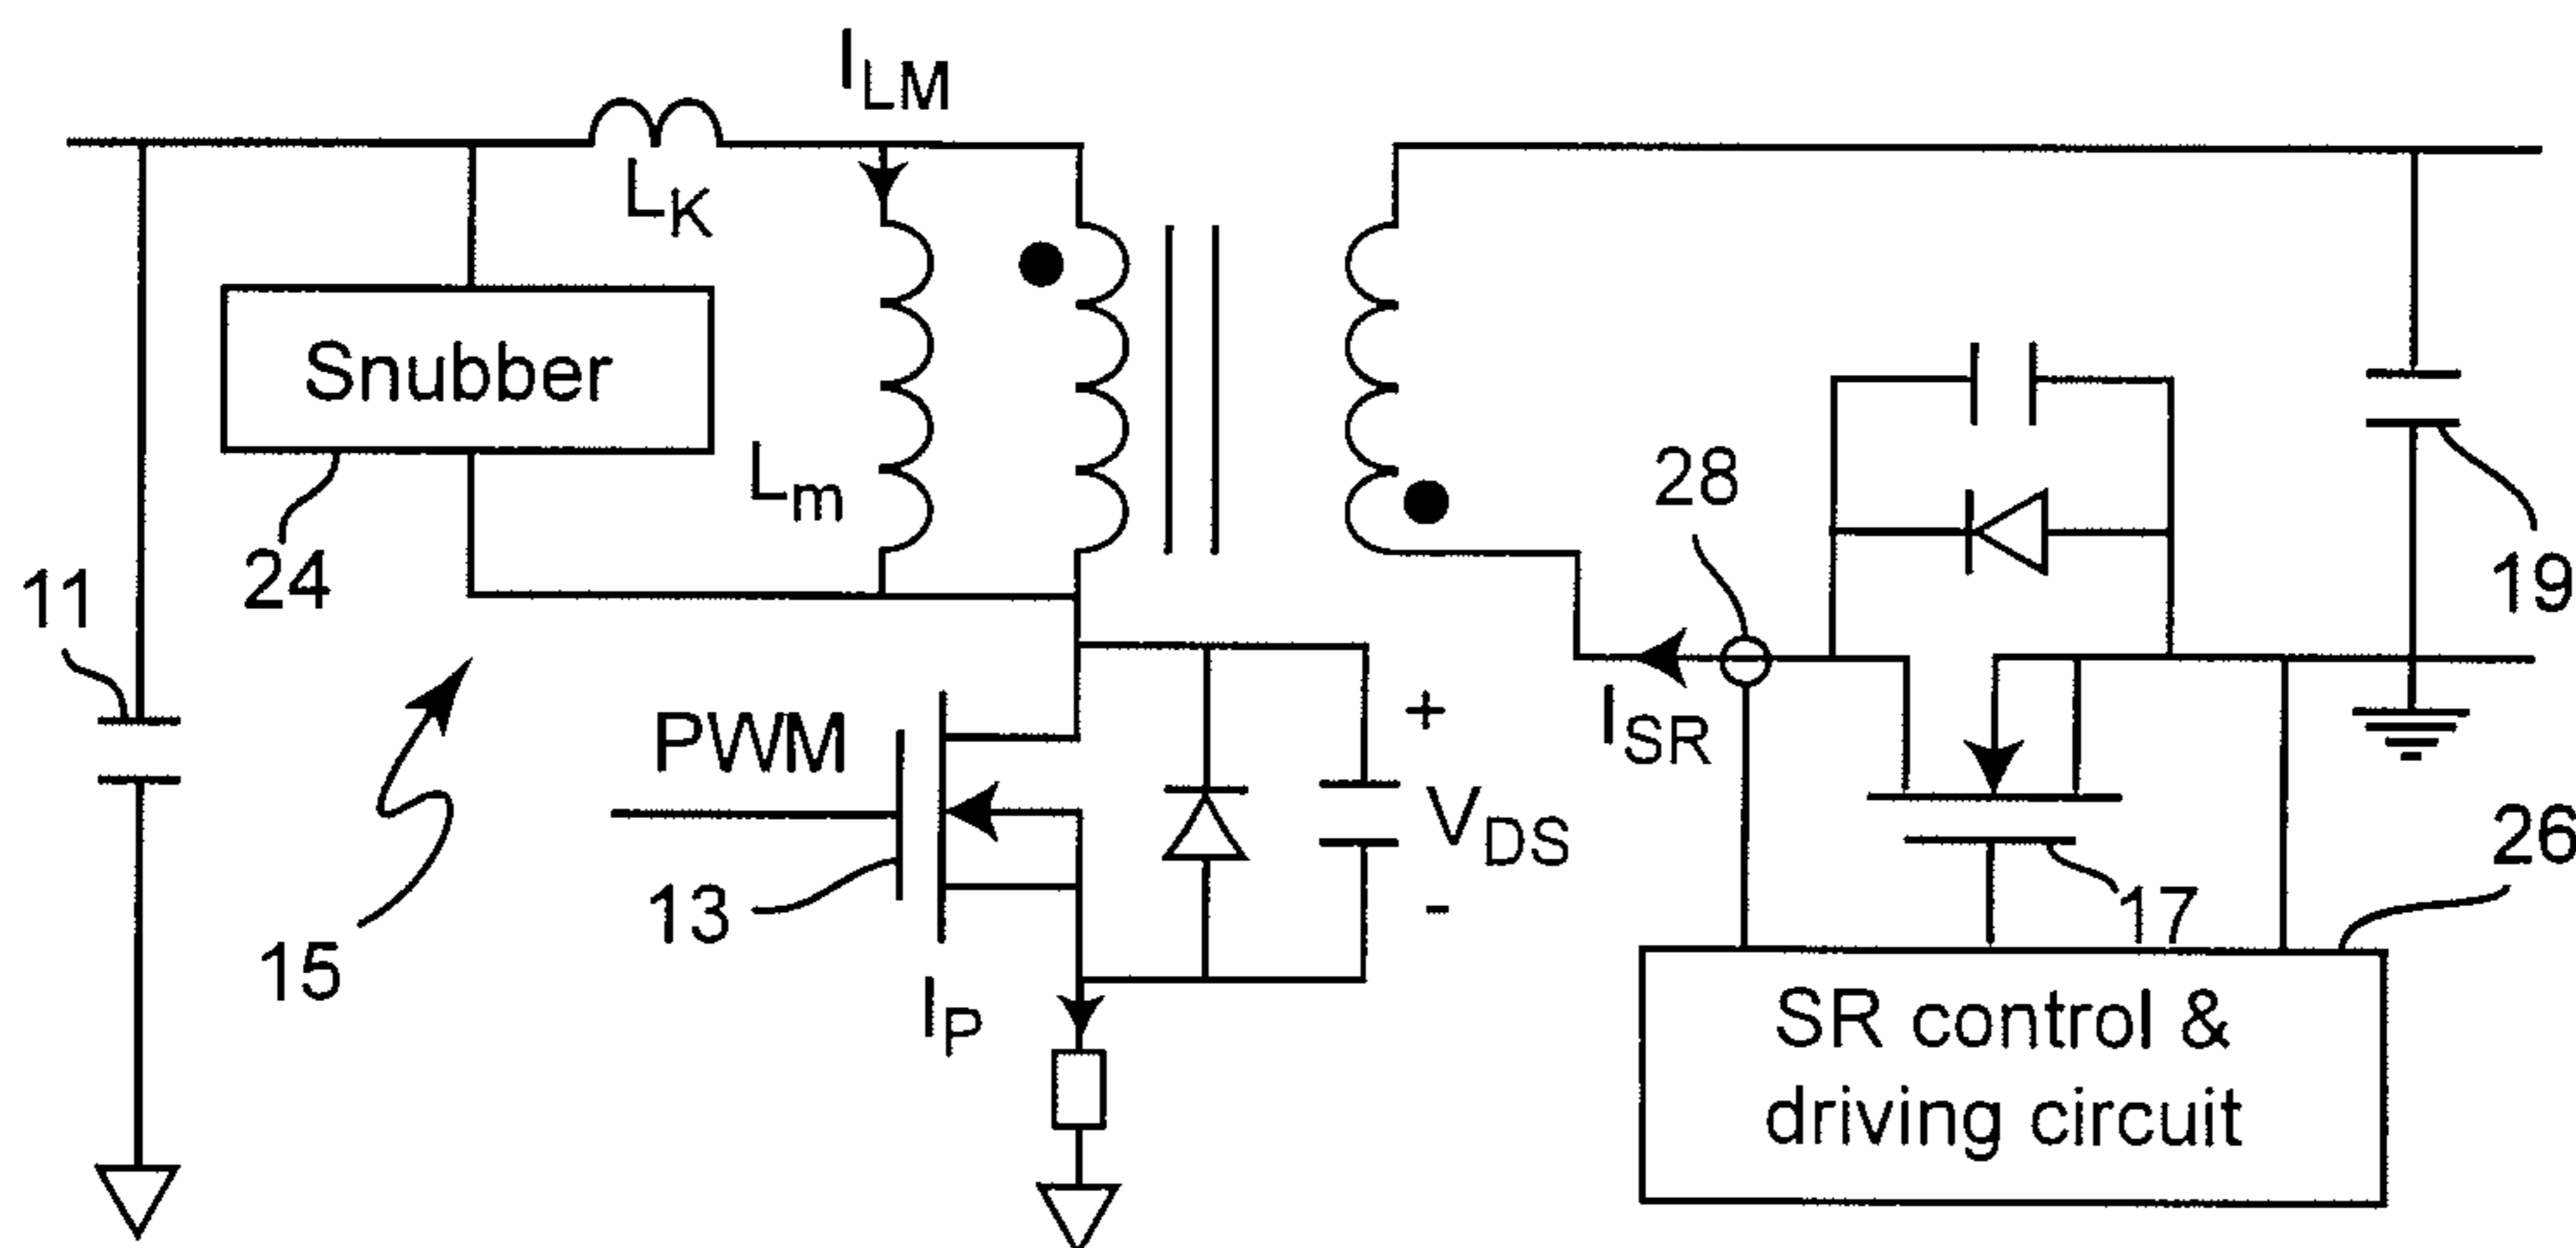 I_LM
L_K
Snubber
L_m
28
24
11
19
PWM
+
I_SR
V_DS
13
-
17
26
15
I_P
SR control &
driving circuit